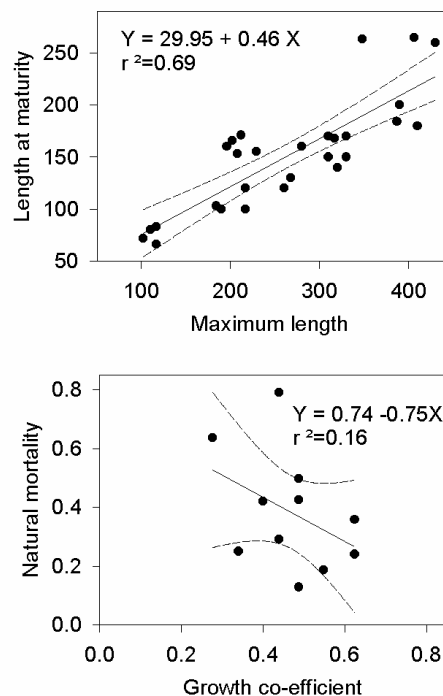 Y = 29.95 + 0.46 X
r ²=0.69
250
200
150
100
50
Length at maturity
100 200 300 400
Maximum length
0.8
0.6
0.4
0.2
0.0
Y = 0.74 -0.75X
r ²=0.16
Natural mortality
0.0 0.2 0.4 0.6 0.8
Growth co-efficient